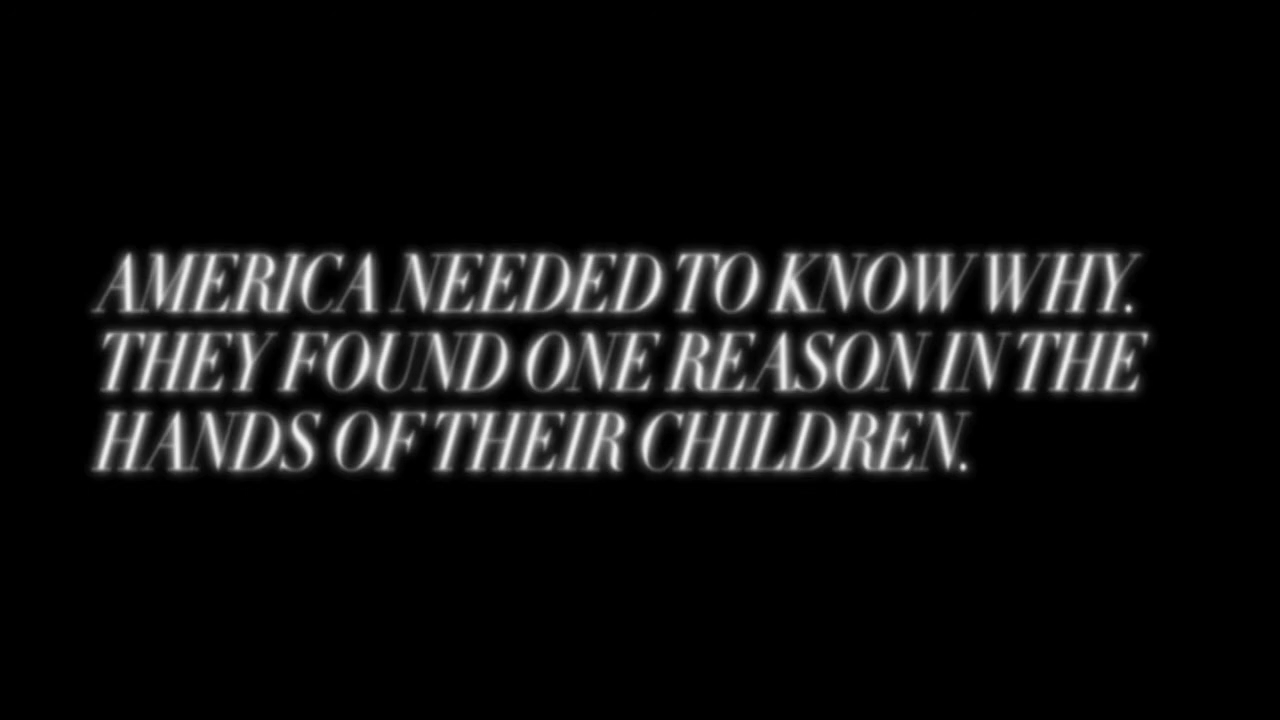 AMERICA NEEDED TO KNOW WHY.
THEY FOUND ONE REASON IN THE
HANDS OF THEIR CHILDREN.